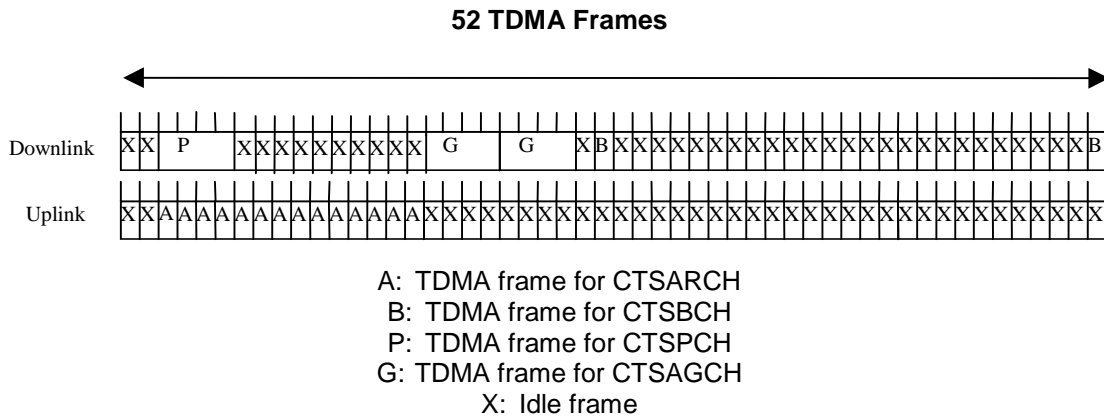 52 TDMA Frames
Downlink X X P X X X X X X X X X X G G X B X X X X X X X X X X X X X X X X X X X X X X X X X B
Uplink X X A A A A A A A A A A A A A A X X X X X X X X X X X X X X X X X X X X X X X X X X X X X X X X X X X X
A: TDMA frame for CTSARCH
B: TDMA frame for CTSBCH
P: TDMA frame for CTSPCH
G: TDMA frame for CTSAGCH
X: Idle frame